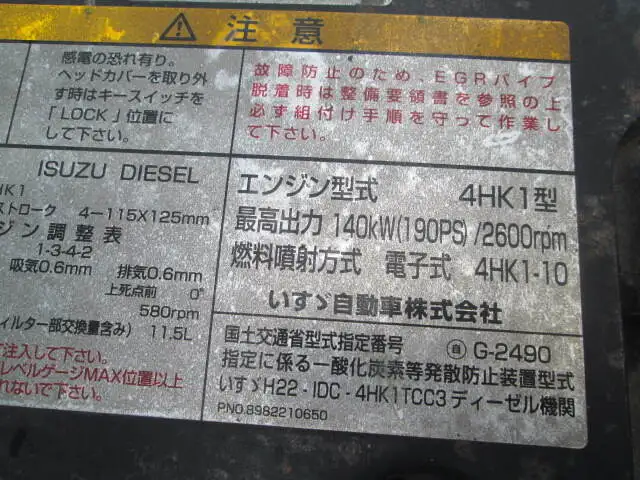 注意
感電の恐れ有り。
ヘッドカバーを取り外
す時はキースイッチを
「LOCK」位置に
して下さい。
故障防止のため、EGRパイプ
脱着時は整備要領書を参照の上
必ず組付け手順を守って作業し
て下さい。
ISUZU DIESEL
HK1
ストローク 4-115X125mm
ジン調整表
1-3-4-2
吸気0.6mm 排気0.6mm
上死点前 0°
580rpm
ィルター部交換量含み) 11.5L
て注入して下さい。
レベルゲージMAX位置以上
れないで下さい。
エンジン型式 4HK1型
最高出力 140kW(190PS)/2600rpm
燃料噴射方式 電子式 4HK1-10
いすゞ自動車株式会社
国土交通省型式指定番号 自 G-2490
指定に係る一酸化炭素等発散防止装置型式
いすゞH22・IDC・4HK1TCC3ディーゼル機関
PNO.8982210650